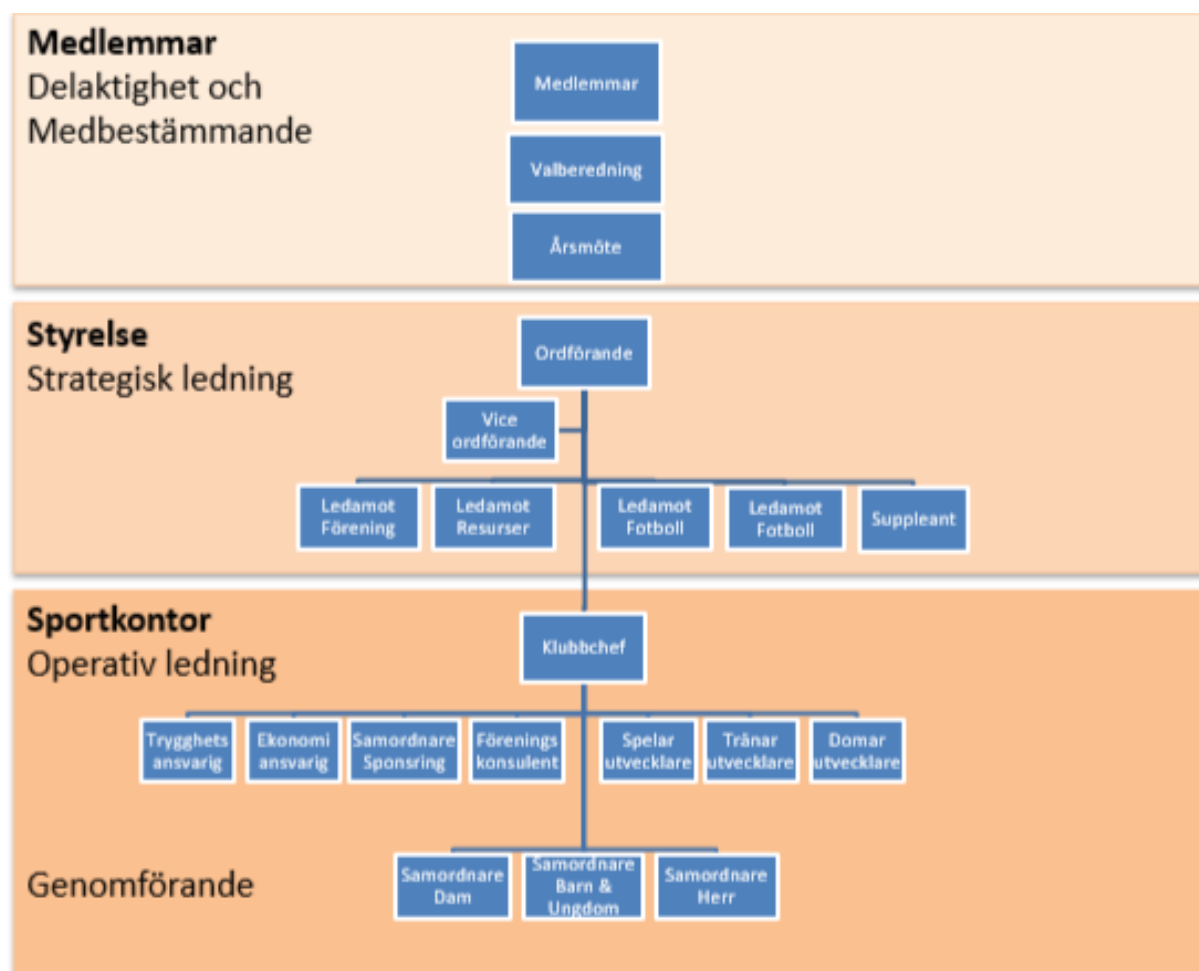 Medlemmar
Delaktighet och
Medbestämmande
Medlemmar
Valberedning
Årsmöte
Styrelse
Strategisk ledning
Ordförande
Vice
ordförande
Ledamot
Förening
Ledamot
Resurser
Ledamot
Fotboll
Ledamot
Fotboll
Suppleant
Sportkontor
Operativ ledning
Klubbchef
Trygghets
ansvarig
Ekonomi
ansvarig
Samordnare
Sponsring
Förenings
konsulent
Spelar
utvecklare
Tränar
utvecklare
Domar
utvecklare
Genomförande
Samordnare
Dam
Samordnare
Barn &
Ungdom
Samordnare
Herr